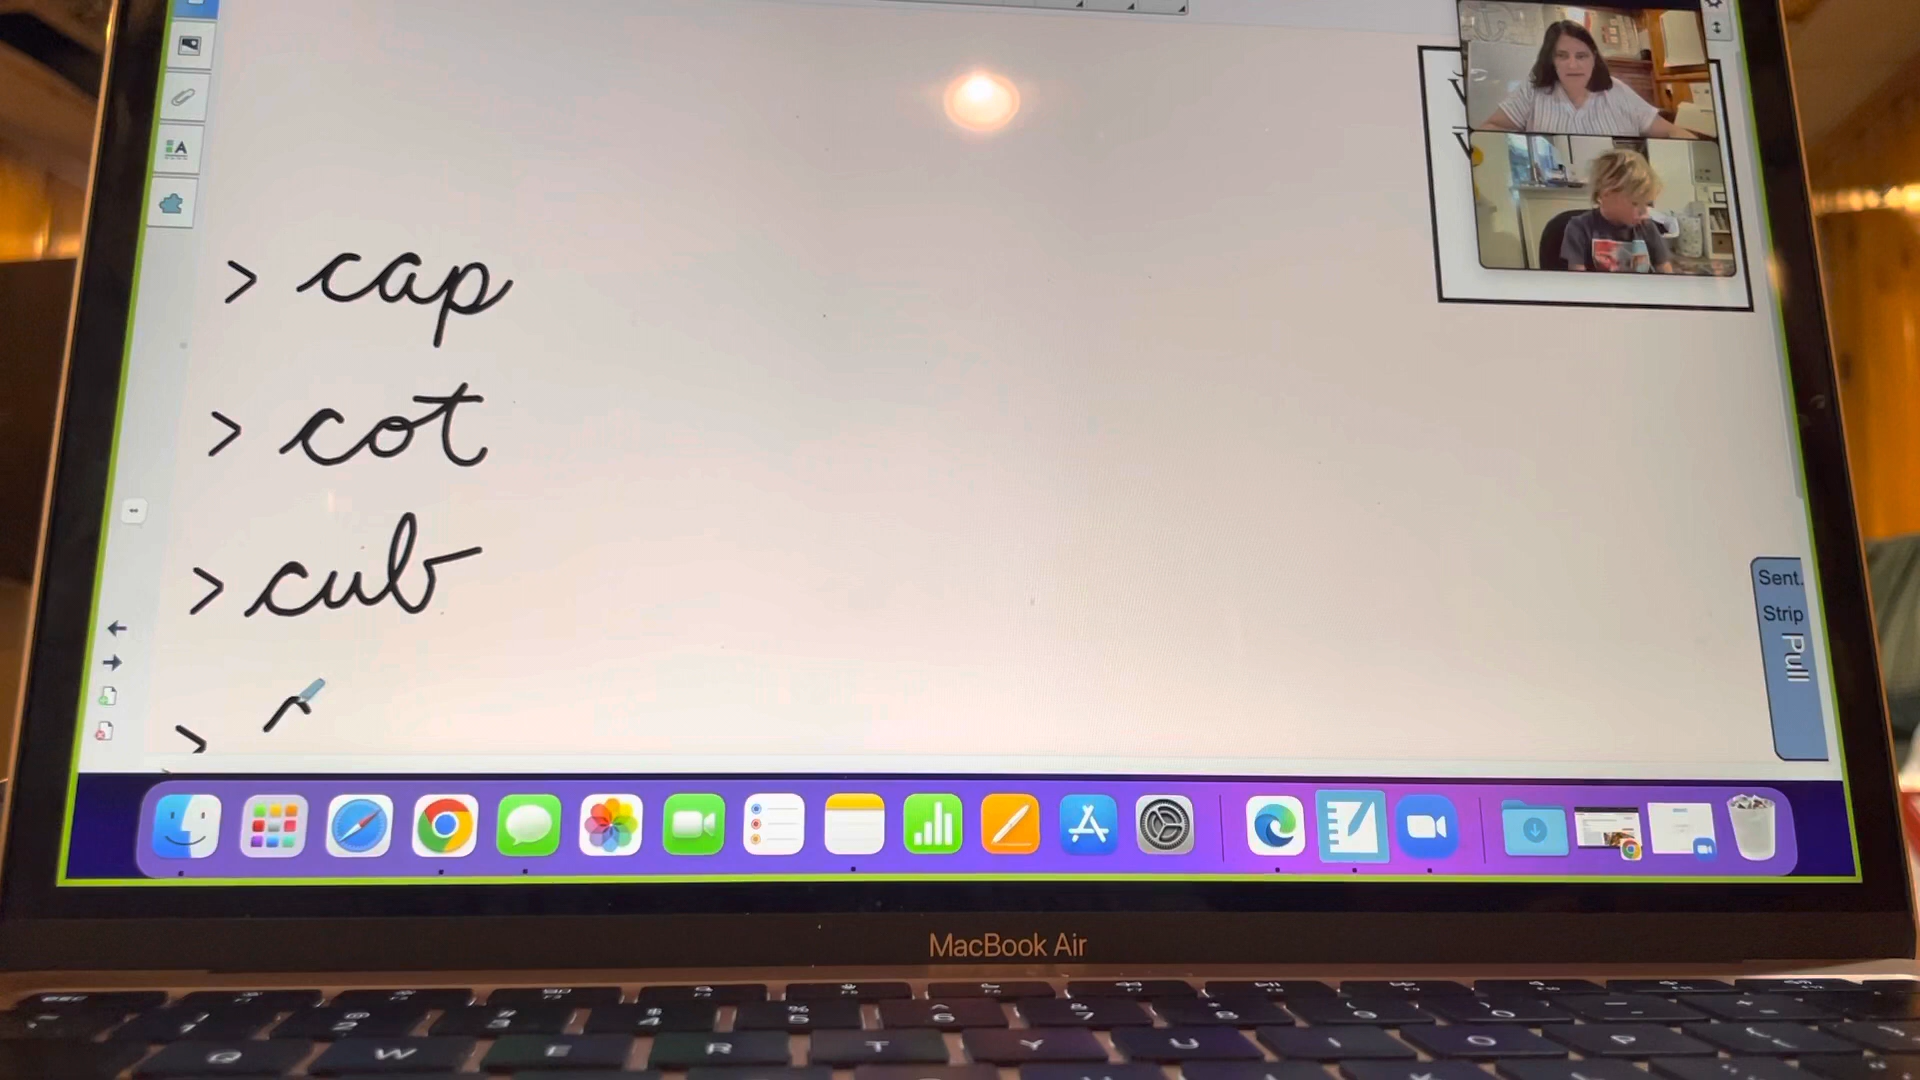 > cap
> cot
> cub
>
Sent.
Strip
Pull
MacBook Air
Q W E R T Y U I O P